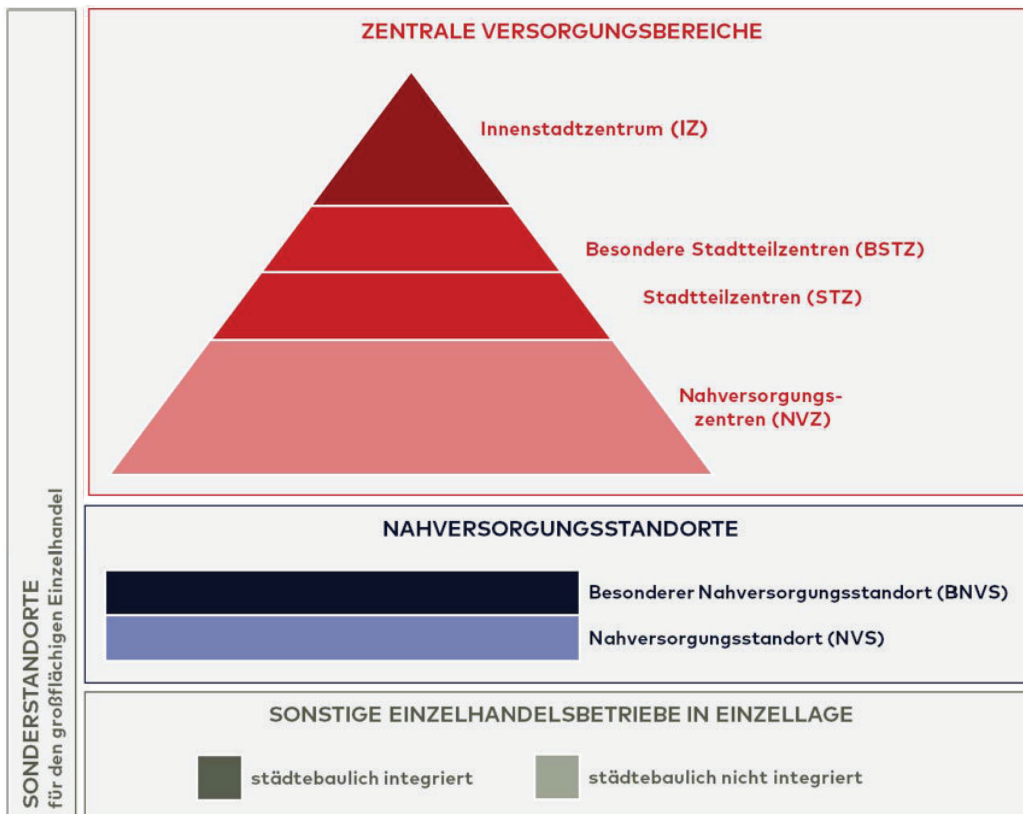 ZENTRALE VERSORGUNGSBEREICHE
Innenstadtzentrum (IZ)
Besondere Stadtteilzentren (BSTZ)
Stadtteilzentren (STZ)
Nahversorgungs-
zentren (NVZ)
NAHVERSORGUNGSSTANDORTE
Besonderer Nahversorgungsstandort (BNVS)
Nahversorgungsstandort (NVS)
SONSTIGE EINZELHANDELSBETRIEBE IN EINZELLAGE
städtebaulich integriert
städtebaulich nicht integriert
SONDERSTANDORTE
für den großflächigen Einzelhandel